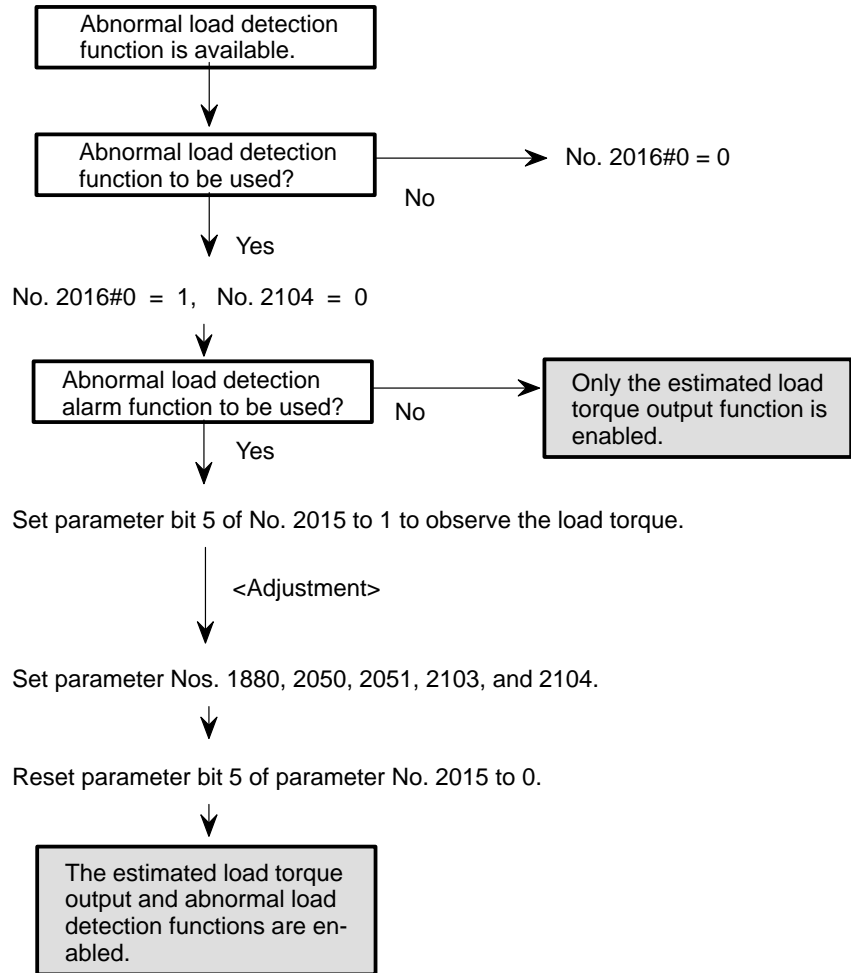 Abnormal load detection
function is available.
Abnormal load detection
function to be used?
No. 2016#0 = 0
No
Yes
No. 2016#0 = 1, No. 2104 = 0
Abnormal load detection
alarm function to be used?
No
Only the estimated load
torque output function is
enabled.
Yes
Set parameter bit 5 of No. 2015 to 1 to observe the load torque.
<Adjustment>
Set parameter Nos. 1880, 2050, 2051, 2103, and 2104.
Reset parameter bit 5 of parameter No. 2015 to 0.
The estimated load torque
output and abnormal load
detection functions are en-
abled.